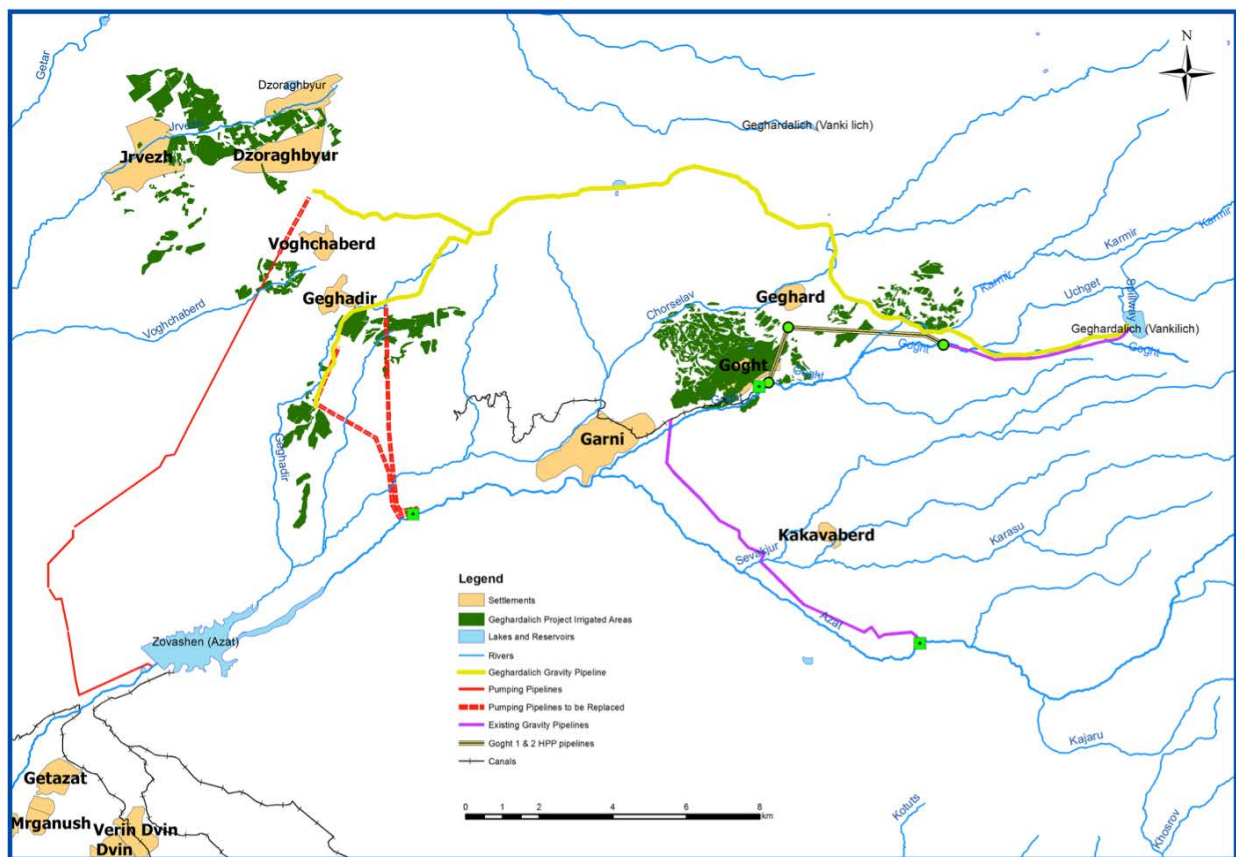 N
Getar
Dzoraghbyur
Jrvezh
Geghardalich (Vanki lich)
Jrvezh
Dzoraghbyur
Karmir
Voghchaberd
Karmir
Karmir
Uchget
Spillway
Geghadir
Geghard
Chorselav
Voghchaberd
Geghardalich (Vankilich)
Goght
Goght
Goght
Goght
Garni
Geghadir
Kakavaberd
Karasu
Sevakjur
Azat
Zovashen (Azat)
Kajaru
Getazat
Mrganush
Verin Dvin
Dvin
Kotuts
Khosrov
Legend
Settlements
Geghardalich Project Irrigated Areas
Lakes and Reservoirs
Rivers
Geghardalich Gravity Pipeline
Pumping Pipelines
Pumping Pipelines to be Replaced
Existing Gravity Pipelines
Goght 1 & 2 HPP pipelines
Canals
0 1 2 4 6 8
km